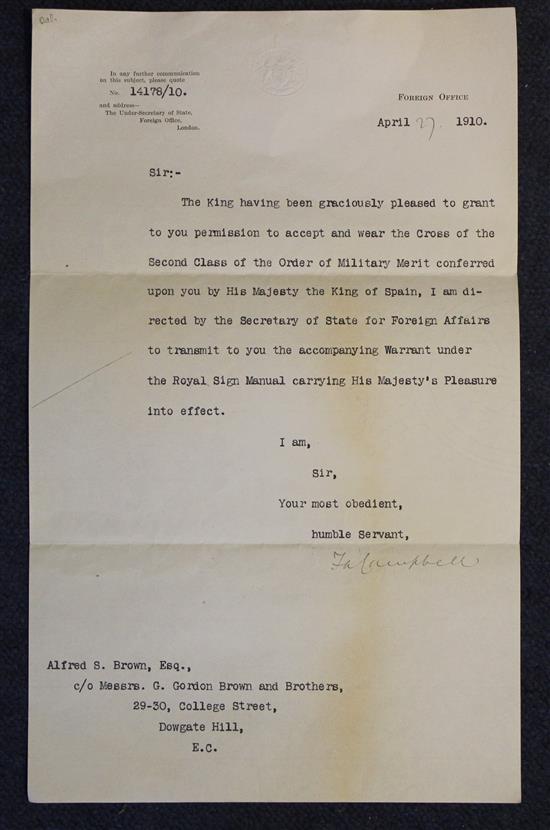 In any further communication
on this subject, please quote
No. 14178/10.
and address—
The Under-Secretary of State,
Foreign Office,
London.
FOREIGN OFFICE
April 27. 1910.
Sir:-
The King having been graciously pleased to grant
to you permission to accept and wear the Cross of the
Second Class of the Order of Military Merit conferred
upon you by His Majesty the King of Spain, I am di-
rected by the Secretary of State for Foreign Affairs
to transmit to you the accompanying Warrant under
the Royal Sign Manual carrying His Majesty's Pleasure
into effect.
I am,
Sir,
Your most obedient,
humble Servant,
Campbell
Alfred S. Brown, Esq.,
c/o Messrs. G. Gordon Brown and Brothers,
29-30, College Street,
Dowgate Hill,
E.C.